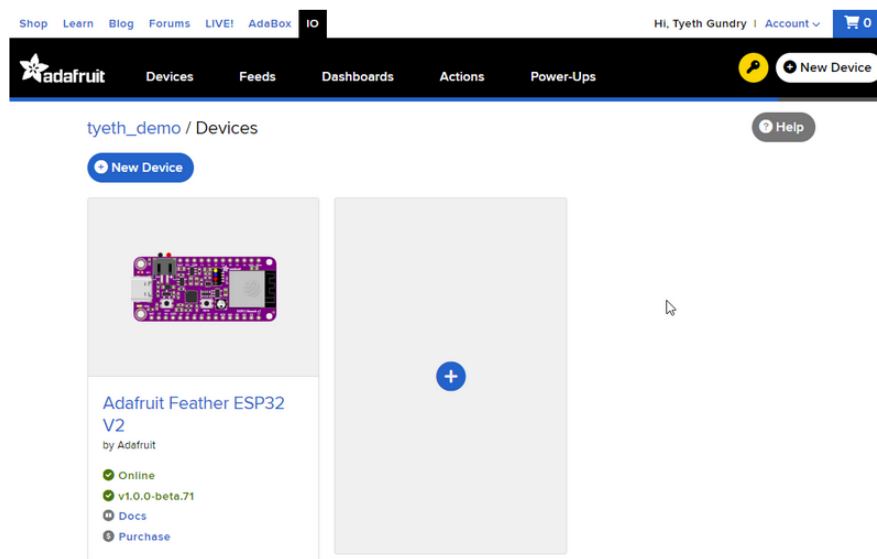 Shop Learn Blog Forums LIVE! AdaBox IO Hi, Tyeth Gundry | Account 0
adafruit Devices Feeds Dashboards Actions Power-Ups New Device
tyeth_demo / Devices Help
New Device
Adafruit Feather ESP32
V2
by Adafruit
Online
v1.0.0-beta.71
Docs
Purchase